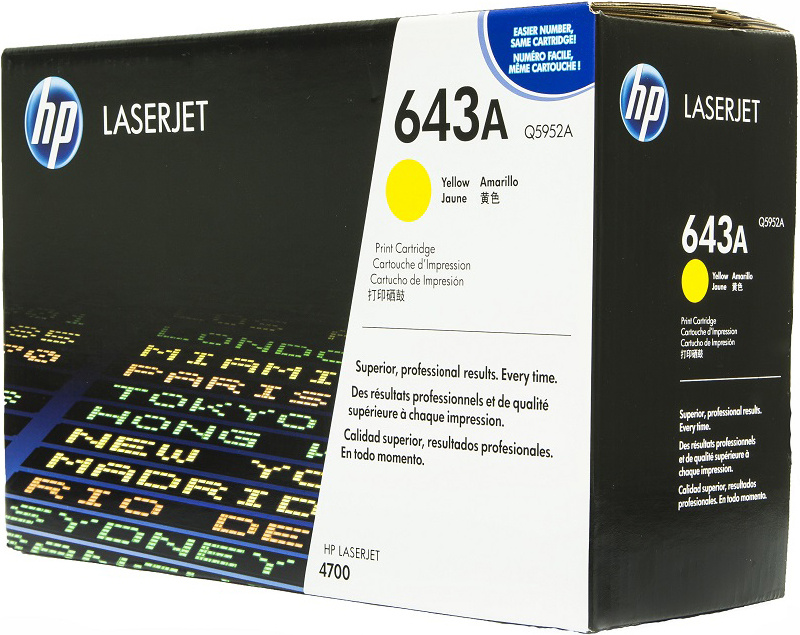 hp
LASERJET
EASIER NUMBER,
SAME CARTRIDGE!
NUMÉRO FACILE,
MÊME CARTOUCHE !
643A Q5952A
Yellow Amarillo
Jaune 黄色
Print Cartridge
Cartouche d'Impression
Cartucho de Impresión
打印硒鼓
Superior, professional results. Every time.
Des résultats professionnels et de qualité
supérieure à chaque impression.
Calidad superior, resultados profesionales.
En todo momento.
HP LASERJET
4700
LONDO
MIAMI
PARIS
TOKYO
HONG K
NEW YO
MADRID
RIO DE
SYDNEY
hp
LASERJET
643A Q5952A
Yellow Amarillo
Jaune 黄色
Print Cartridge
Cartouche d'Impression
Cartucho de Impresión
打印硒鼓
Superior, professional results.
Every time.
Des résultats professionnels
et de qualité supérieure à
chaque impression.
Calidad superior, resultados
profesionales. En todo momento.